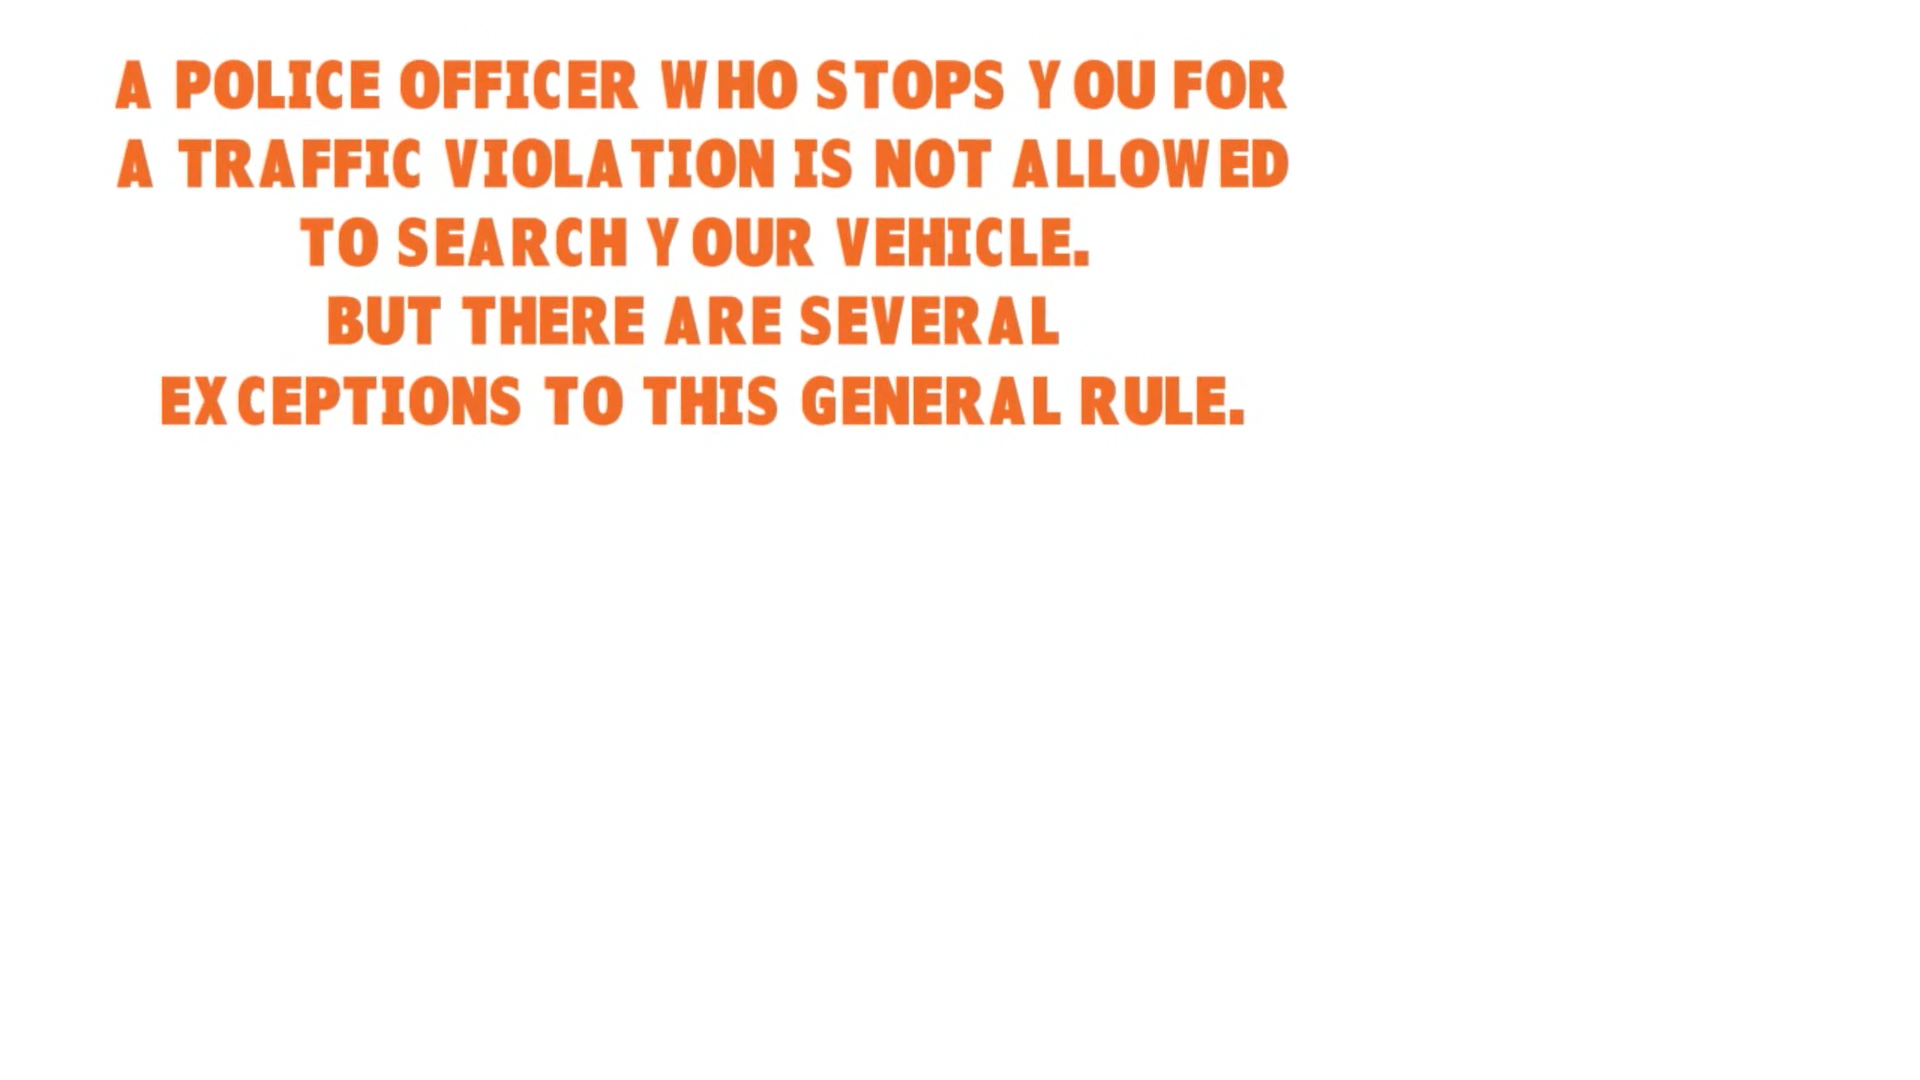 A POLICE OFFICER WHO STOPS YOU FOR
A TRAFFIC VIOLATION IS NOT ALLOWED
TO SEARCH YOUR VEHICLE.
BUT THERE ARE SEVERAL
EXCEPTIONS TO THIS GENERAL RULE.